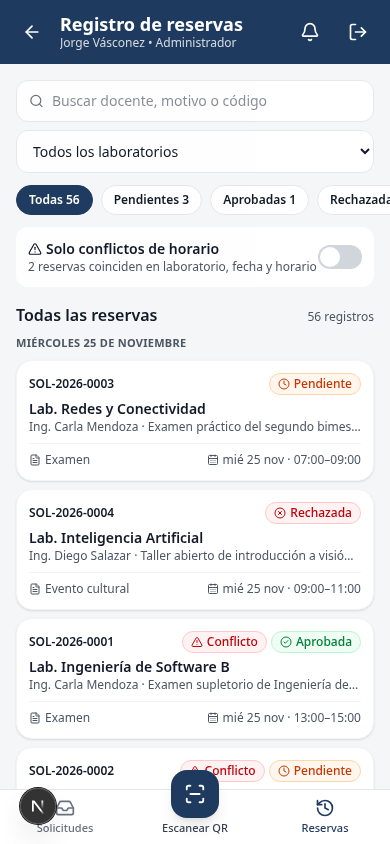 Registro de reservas
Jorge Vásconez • Administrador
Buscar docente, motivo o código
Todos los laboratorios
Todas 56
Pendientes 3
Aprobadas 1
Rechazada
Solo conflictos de horario
2 reservas coinciden en laboratorio, fecha y horario
Todas las reservas
56 registros
MIÉRCOLES 25 DE NOVIEMBRE
SOL-2026-0003
Pendiente
Lab. Redes y Conectividad
Ing. Carla Mendoza · Examen práctico del segundo bimes...
Examen
mié 25 nov · 07:00–09:00
SOL-2026-0004
Rechazada
Lab. Inteligencia Artificial
Ing. Diego Salazar · Taller abierto de introducción a visió...
Evento cultural
mié 25 nov · 09:00–11:00
SOL-2026-0001
Conflicto
Aprobada
Lab. Ingeniería de Software B
Ing. Carla Mendoza · Examen supletorio de Ingeniería de...
Examen
mié 25 nov · 13:00–15:00
SOL-2026-0002
Conflicto
Pendiente
N
Solicitudes
Escanear QR
Reservas